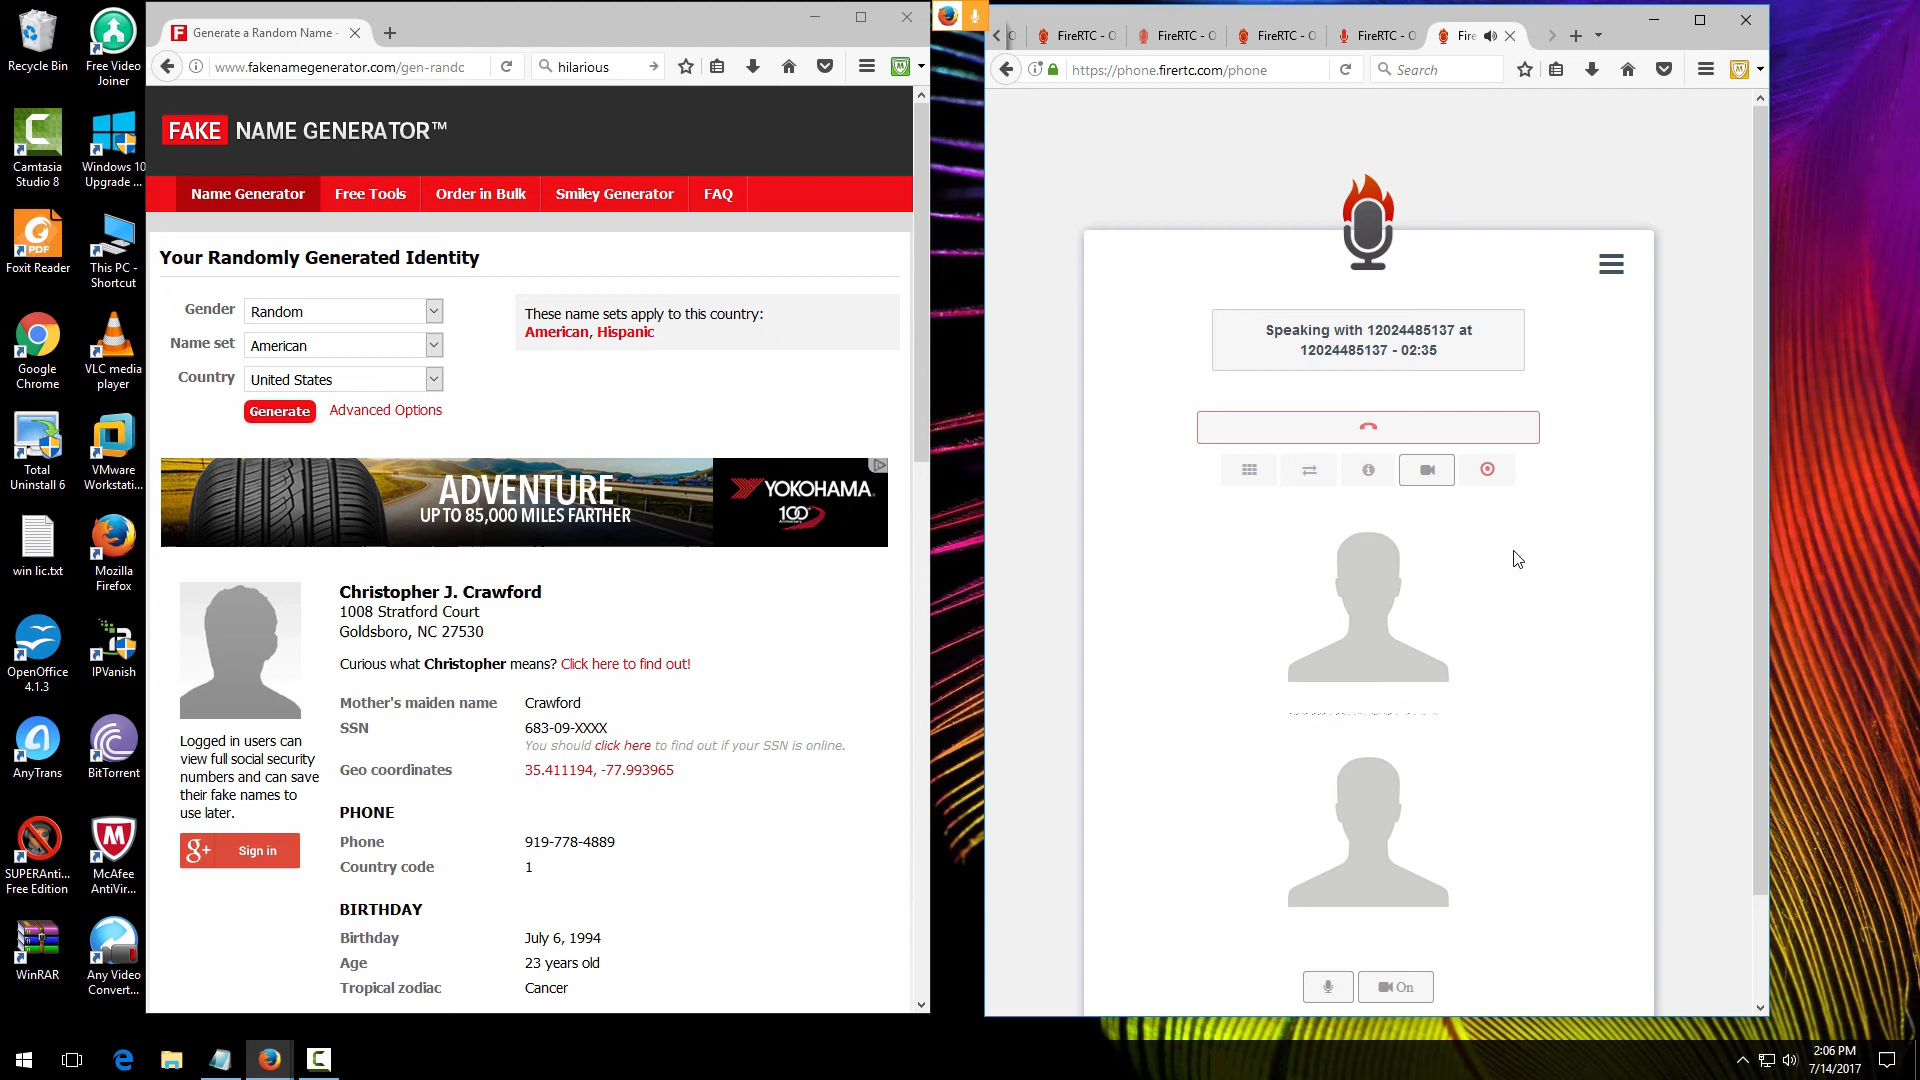 Recycle Bin
Free Video
Joiner
Camtasia
Studio 8
Windows 10
Upgrade ...
PDF
Foxit Reader
This PC -
Shortcut
Google
Chrome
VLC media
player
Total
Uninstall 6
VMware
Workstati...
win lic.txt
Mozilla
Firefox
OpenOffice
4.1.3
IPVanish
AnyTrans
BitTorrent
SUPERAnti...
Free Edition
McAfee
AntiVir...
WinRAR
Any Video
Convert...
Generate a Random Name -
www.fakenamegenerator.com/gen-randc
hilarious
FAKE NAME GENERATOR™
Name Generator
Free Tools
Order in Bulk
Smiley Generator
FAQ
Your Randomly Generated Identity
Gender
Random
Name set
American
Country
United States
Generate
Advanced Options
These name sets apply to this country:
American, Hispanic
ADVENTURE
UP TO 85,000 MILES FARTHER
YOKOHAMA
100
Logged in users can
view full social security
numbers and can save
their fake names to
use later.
g+ Sign in
Christopher J. Crawford
1008 Stratford Court
Goldsboro, NC 27530
Curious what Christopher means? Click here to find out!
Mother's maiden name Crawford
SSN 683-09-XXXX
You should click here to find out if your SSN is online.
Geo coordinates 35.411194, -77.993965
PHONE
Phone 919-778-4889
Country code 1
BIRTHDAY
Birthday July 6, 1994
Age 23 years old
Tropical zodiac Cancer
FireRTC - O
FireRTC - O
FireRTC - O
FireRTC - O
Fire
https://phone.firertc.com/phone
Search
Speaking with 12024485137 at
12024485137 - 02:35
On
2:06 PM
7/14/2017